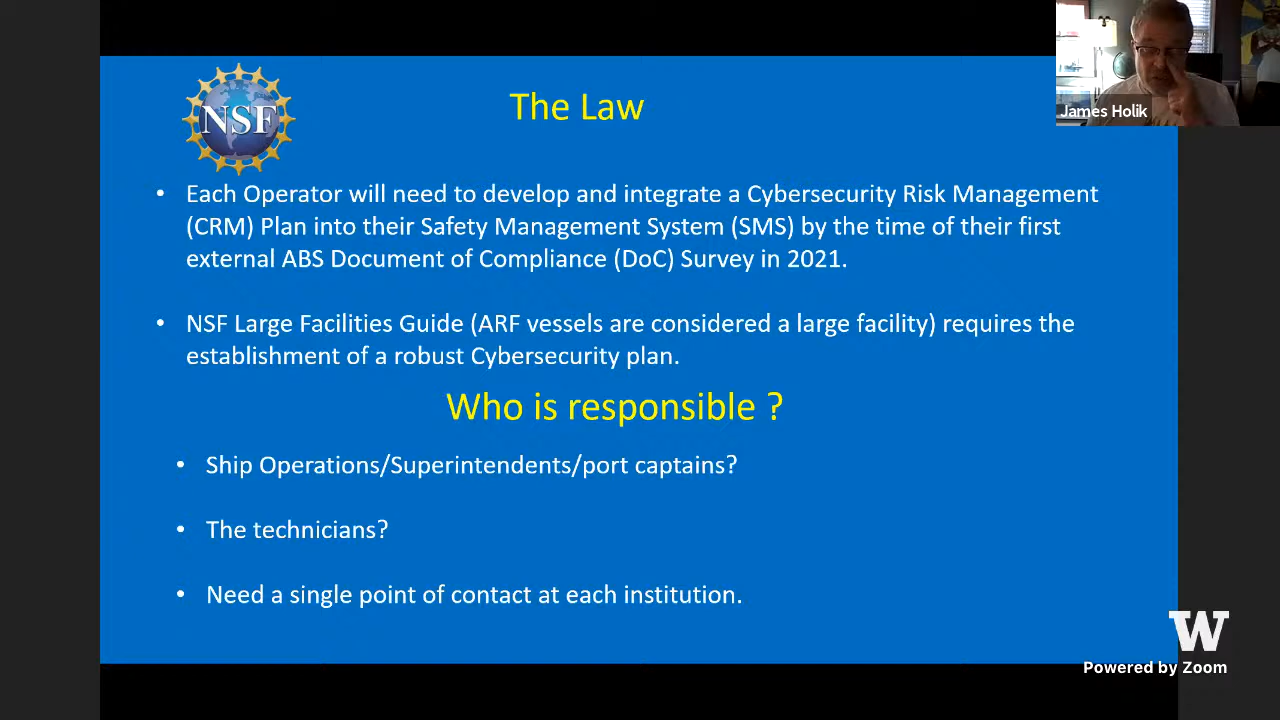 James Holik
NSF
The Law
• Each Operator will need to develop and integrate a Cybersecurity Risk Management
(CRM) Plan into their Safety Management System (SMS) by the time of their first
external ABS Document of Compliance (DoC) Survey in 2021.
• NSF Large Facilities Guide (ARF vessels are considered a large facility) requires the
establishment of a robust Cybersecurity plan.
Who is responsible ?
• Ship Operations/Superintendents/port captains?
• The technicians?
• Need a single point of contact at each institution.
W
Powered by Zoom